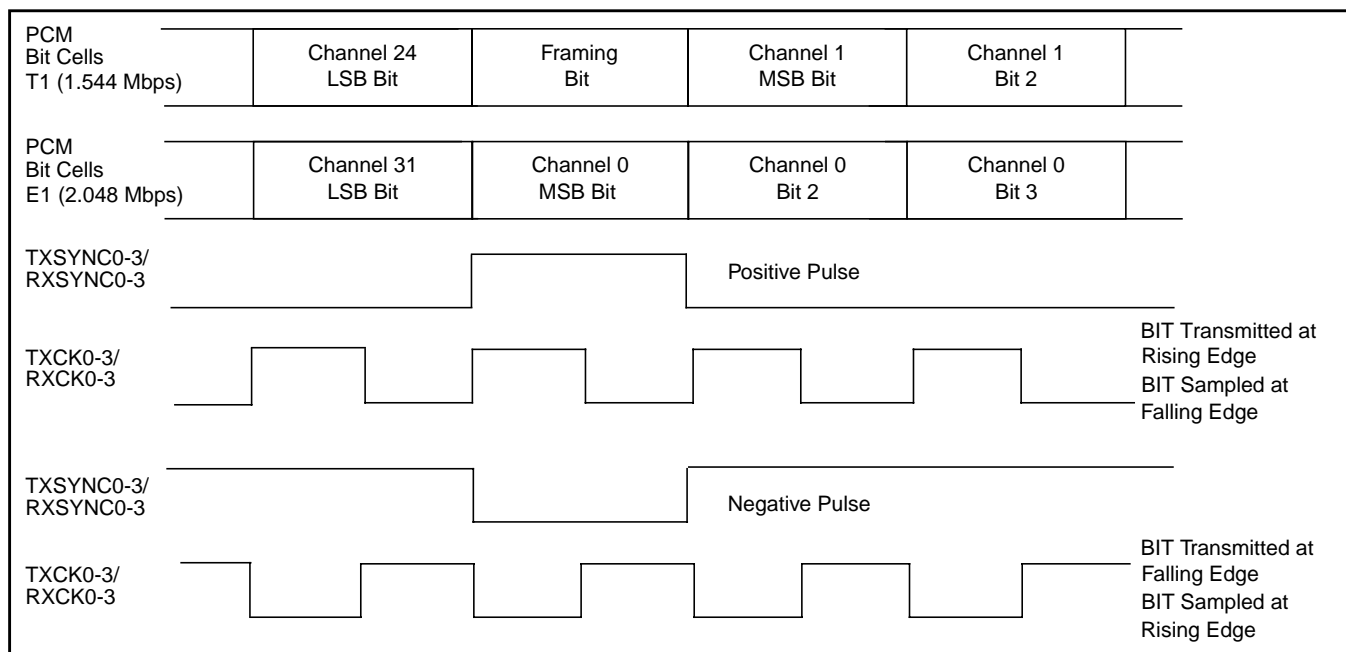 PCM
Bit Cells
T1 (1.544 Mbps)
Channel 24
LSB Bit
Framing
Bit
Channel 1
MSB Bit
Channel 1
Bit 2
PCM
Bit Cells
E1 (2.048 Mbps)
Channel 31
LSB Bit
Channel 0
MSB Bit
Channel 0
Bit 2
Channel 0
Bit 3
TXSYNC0-3/
RXSYNC0-3
Positive Pulse
TXCK0-3/
RXCK0-3
BIT Transmitted at
Rising Edge
BIT Sampled at
Falling Edge
TXSYNC0-3/
RXSYNC0-3
Negative Pulse
TXCK0-3/
RXCK0-3
BIT Transmitted at
Falling Edge
BIT Sampled at
Rising Edge